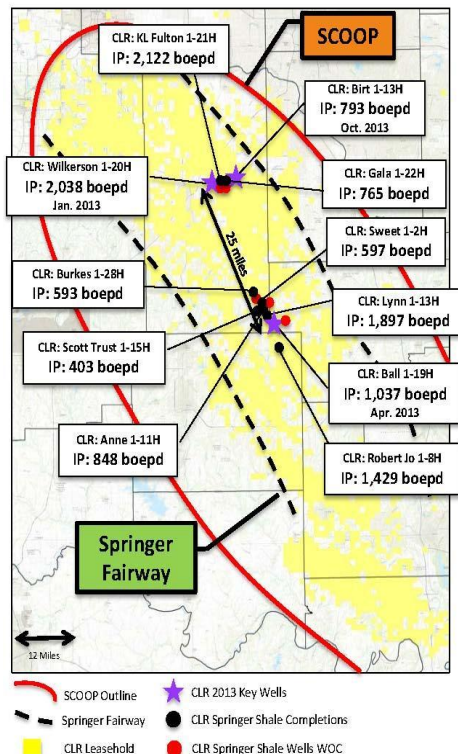 CLR: KL Fulton 1-21H
IP: 2,122 boepd
SCOOP
CLR: Birt 1-13H
IP: 793 boepd
Oct. 2013
CLR: Wilkerson 1-20H
IP: 2,038 boepd
Jan. 2013
CLR: Gala 1-22H
IP: 765 boepd
25 miles
CLR: Sweet 1-2H
IP: 597 boepd
CLR: Burkes 1-28H
IP: 593 boepd
CLR: Lynn 1-13H
IP: 1,897 boepd
CLR: Scott Trust 1-15H
IP: 403 boepd
CLR: Ball 1-19H
IP: 1,037 boepd
Apr. 2013
CLR: Anne 1-11H
IP: 848 boepd
CLR: Robert Jo 1-8H
IP: 1,429 boepd
Springer
Fairway
12 Miles
SCOOP Outline
CLR 2013 Key Wells
Springer Fairway
CLR Springer Shale Completions
CLR Leasehold
CLR Springer Shale Wells WOC